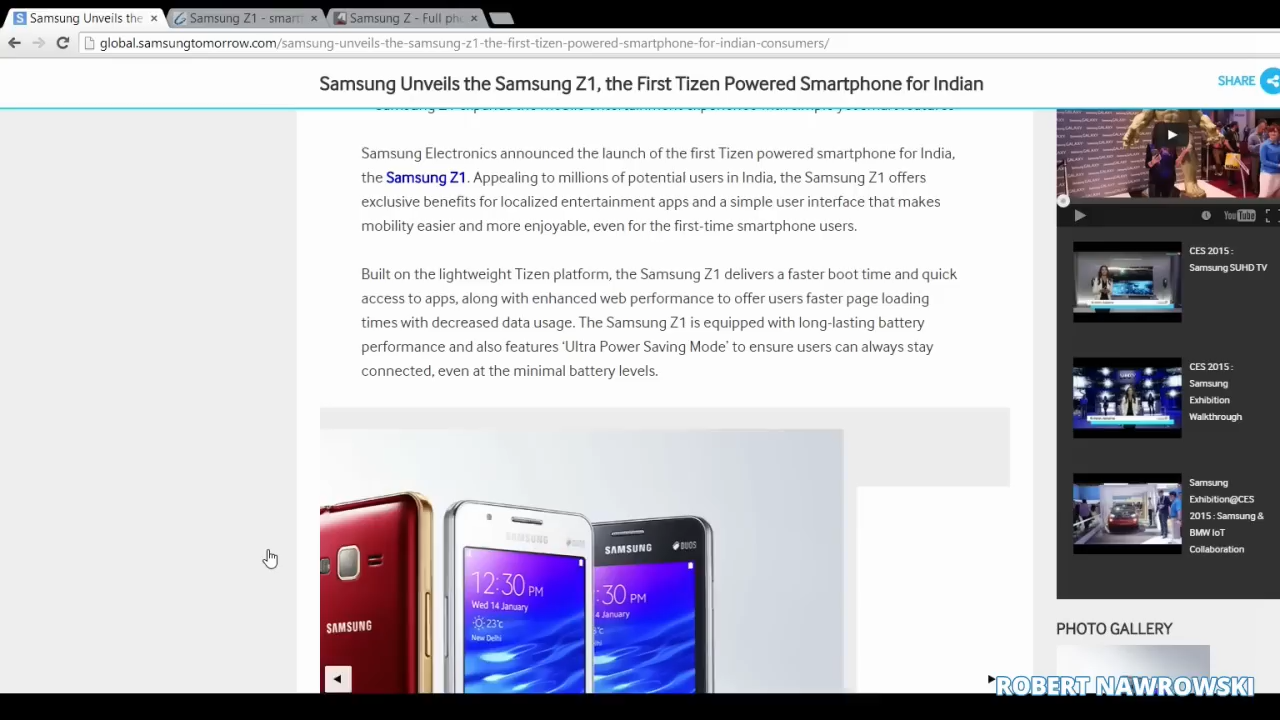 Samsung Unveils the
Samsung Z1 - smart
Samsung Z - Full pho
global.samsungtomorrow.com/samsung-unveils-the-samsung-z1-the-first-tizen-powered-smartphone-for-indian-consumers/
Samsung Unveils the Samsung Z1, the First Tizen Powered Smartphone for Indian
SHARE
Samsung Electronics announced the launch of the first Tizen powered smartphone for India,
the Samsung Z1. Appealing to millions of potential users in India, the Samsung Z1 offers
exclusive benefits for localized entertainment apps and a simple user interface that makes
mobility easier and more enjoyable, even for the first-time smartphone users.
Built on the lightweight Tizen platform, the Samsung Z1 delivers a faster boot time and quick
access to apps, along with enhanced web performance to offer users faster page loading
times with decreased data usage. The Samsung Z1 is equipped with long-lasting battery
performance and also features ‘Ultra Power Saving Mode’ to ensure users can always stay
connected, even at the minimal battery levels.
SAMSUNG
SAMSUNG
DUOS
12:30 PM
Wed 14 January
23°c
New Delhi
SAMSUNG
DUOS
:30 PM
YouTube
CES 2015 :
Samsung SUHD TV
CES 2015 :
Samsung
Exhibition
Walkthrough
Samsung
Exhibition@CES
2015 : Samsung &
BMW IoT
Collaboration
PHOTO GALLERY
ROBERT NAWROWSKI